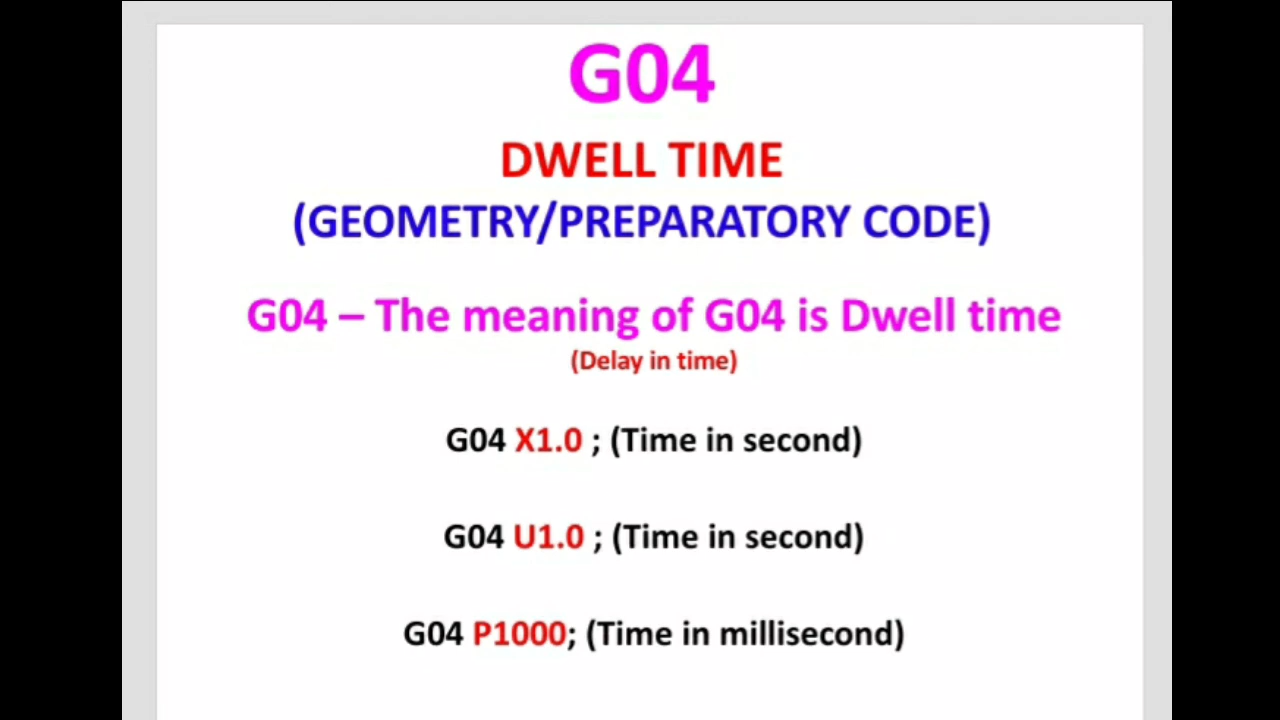 G04
DWELL TIME
(GEOMETRY/PREPARATORY CODE)
G04 – The meaning of G04 is Dwell time
(Delay in time)
G04 X1.0 ; (Time in second)
G04 U1.0 ; (Time in second)
G04 P1000; (Time in millisecond)